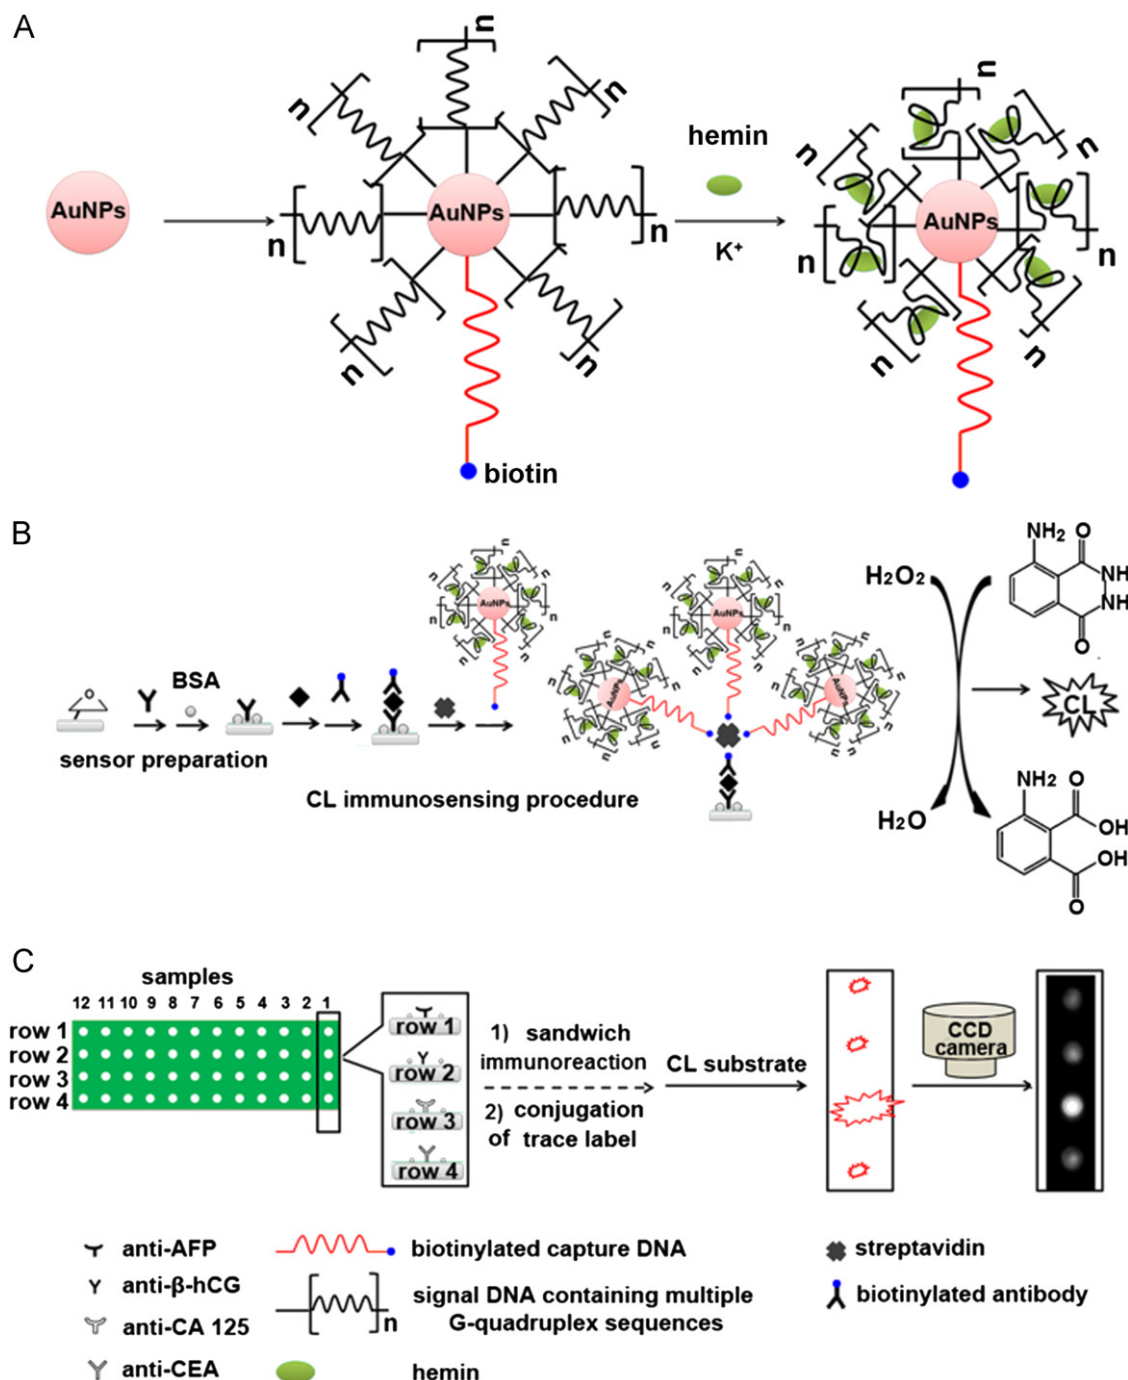 A
n
n
n
n
n
n
n
AuNPs
AuNPs
hemin
K+
biotin
n
n
n
n
n
n
n
AuNPs
B
BSA
sensor preparation
CL immunosensing procedure
n
n
n
n
n
n
n
AuNPs
n
n
n
n
n
n
n
AuNPs
n
n
n
n
n
n
AuNPs
n
n
n
n
n
n
AuNPs
H2O2
H2O
NH2
O
NH
NH
O
CL
NH2
O
OH
OH
O
C
samples
12 11 10 9 8 7 6 5 4 3 2 1
row 1
row 2
row 3
row 4
row 1
row 2
row 3
row 4
1) sandwich
immunoreaction
2) conjugation
of trace label
CL substrate
CCD
camera
anti-AFP
anti-β-hCG
anti-CA 125
anti-CEA
biotinylated capture DNA
n
signal DNA containing multiple
G-quadruplex sequences
hemin
streptavidin
biotinylated antibody